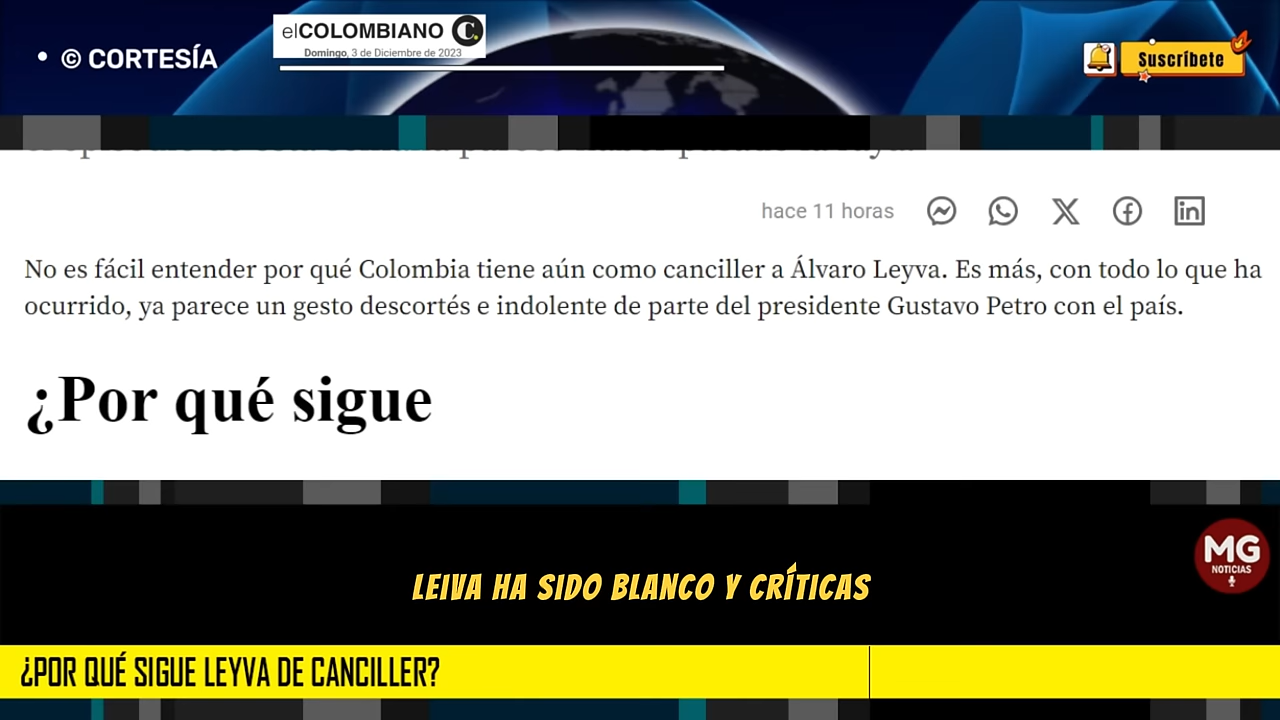 • © CORTESÍA
elCOLOMBIANO C.
Domingo, 3 de Diciembre de 2023
Suscríbete
hace 11 horas
No es fácil entender por qué Colombia tiene aún como canciller a Álvaro Leyva. Es más, con todo lo que ha
ocurrido, ya parece un gesto descortés e indolente de parte del presidente Gustavo Petro con el país.
¿Por qué sigue
MG
NOTICIAS
LEIVA HA SIDO BLANCO Y CRÍTICAS
¿POR QUÉ SIGUE LEYVA DE CANCILLER?